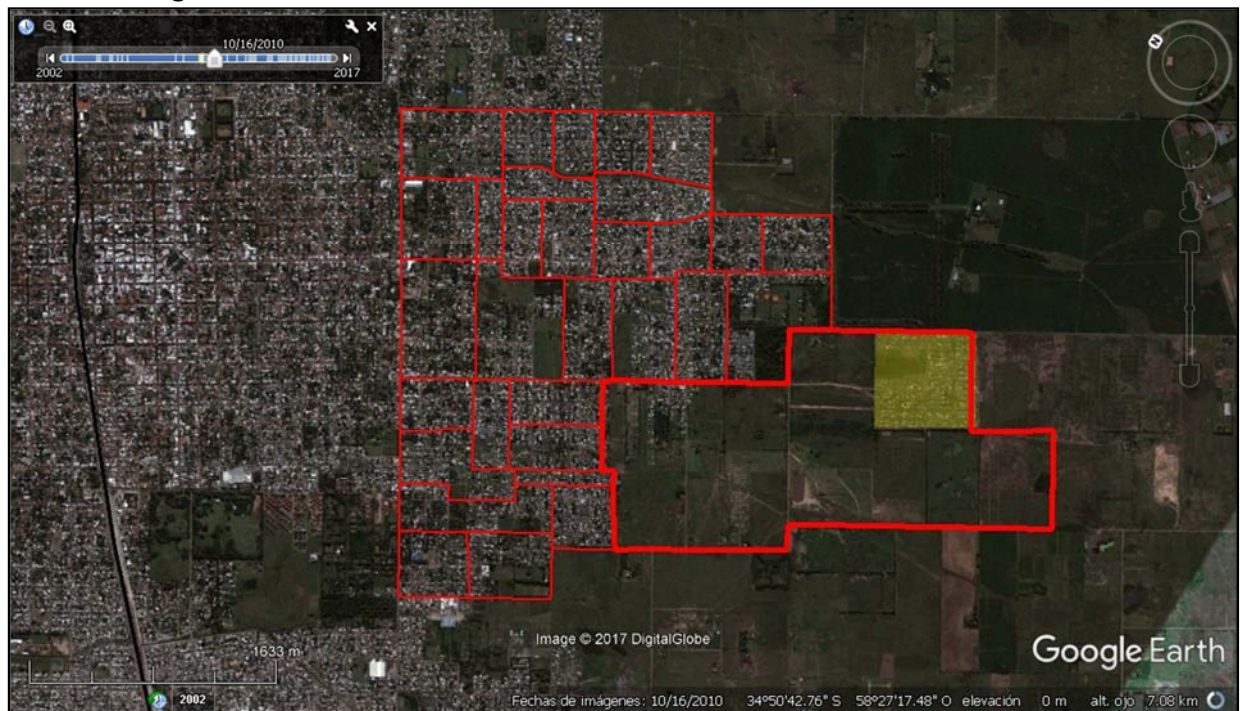 10/16/2010
2002
2017
N
Image © 2017 DigitalGlobe
Google Earth
1633 m
2002
Fechas de imágenes: 10/16/2010 34°50'42.76" S 58°27'17.48" O elevación 0 m alt. ojo 7.08 km